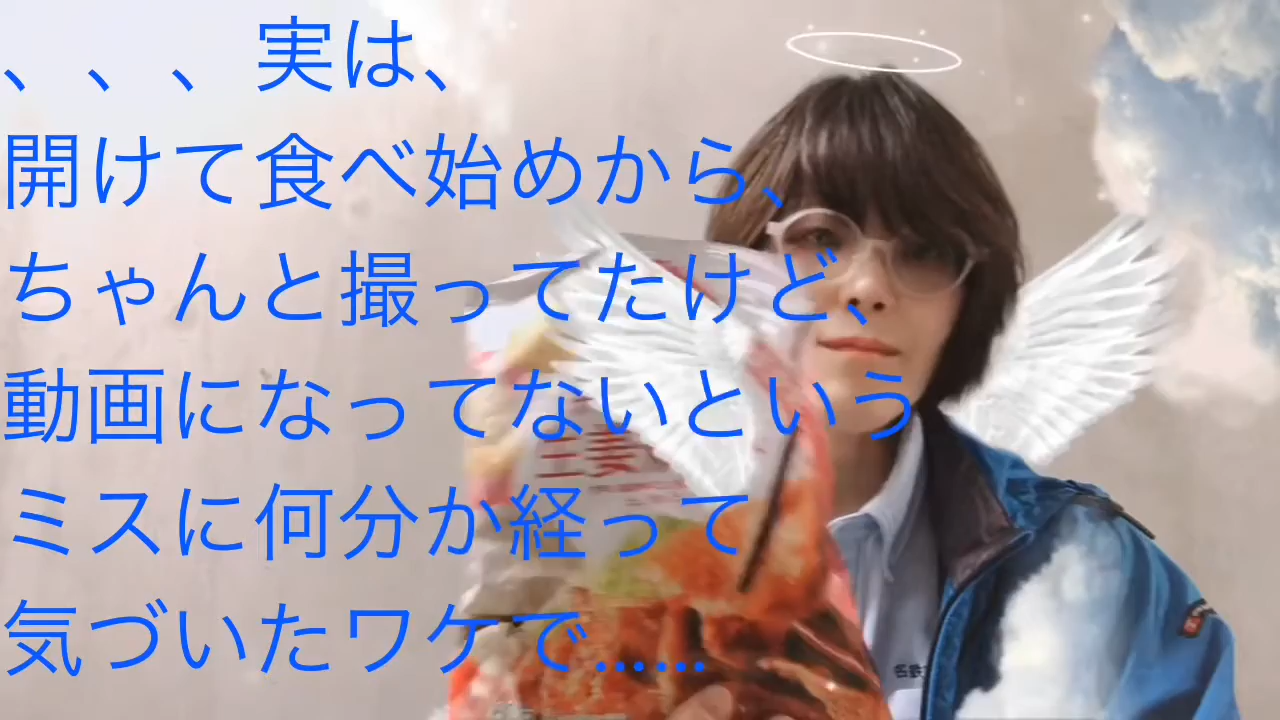 、、、実は、
開けて食べ始めから、
ちゃんと撮ってたけど、
動画になってないという
ミスに何分か経って
気づいたワケで……